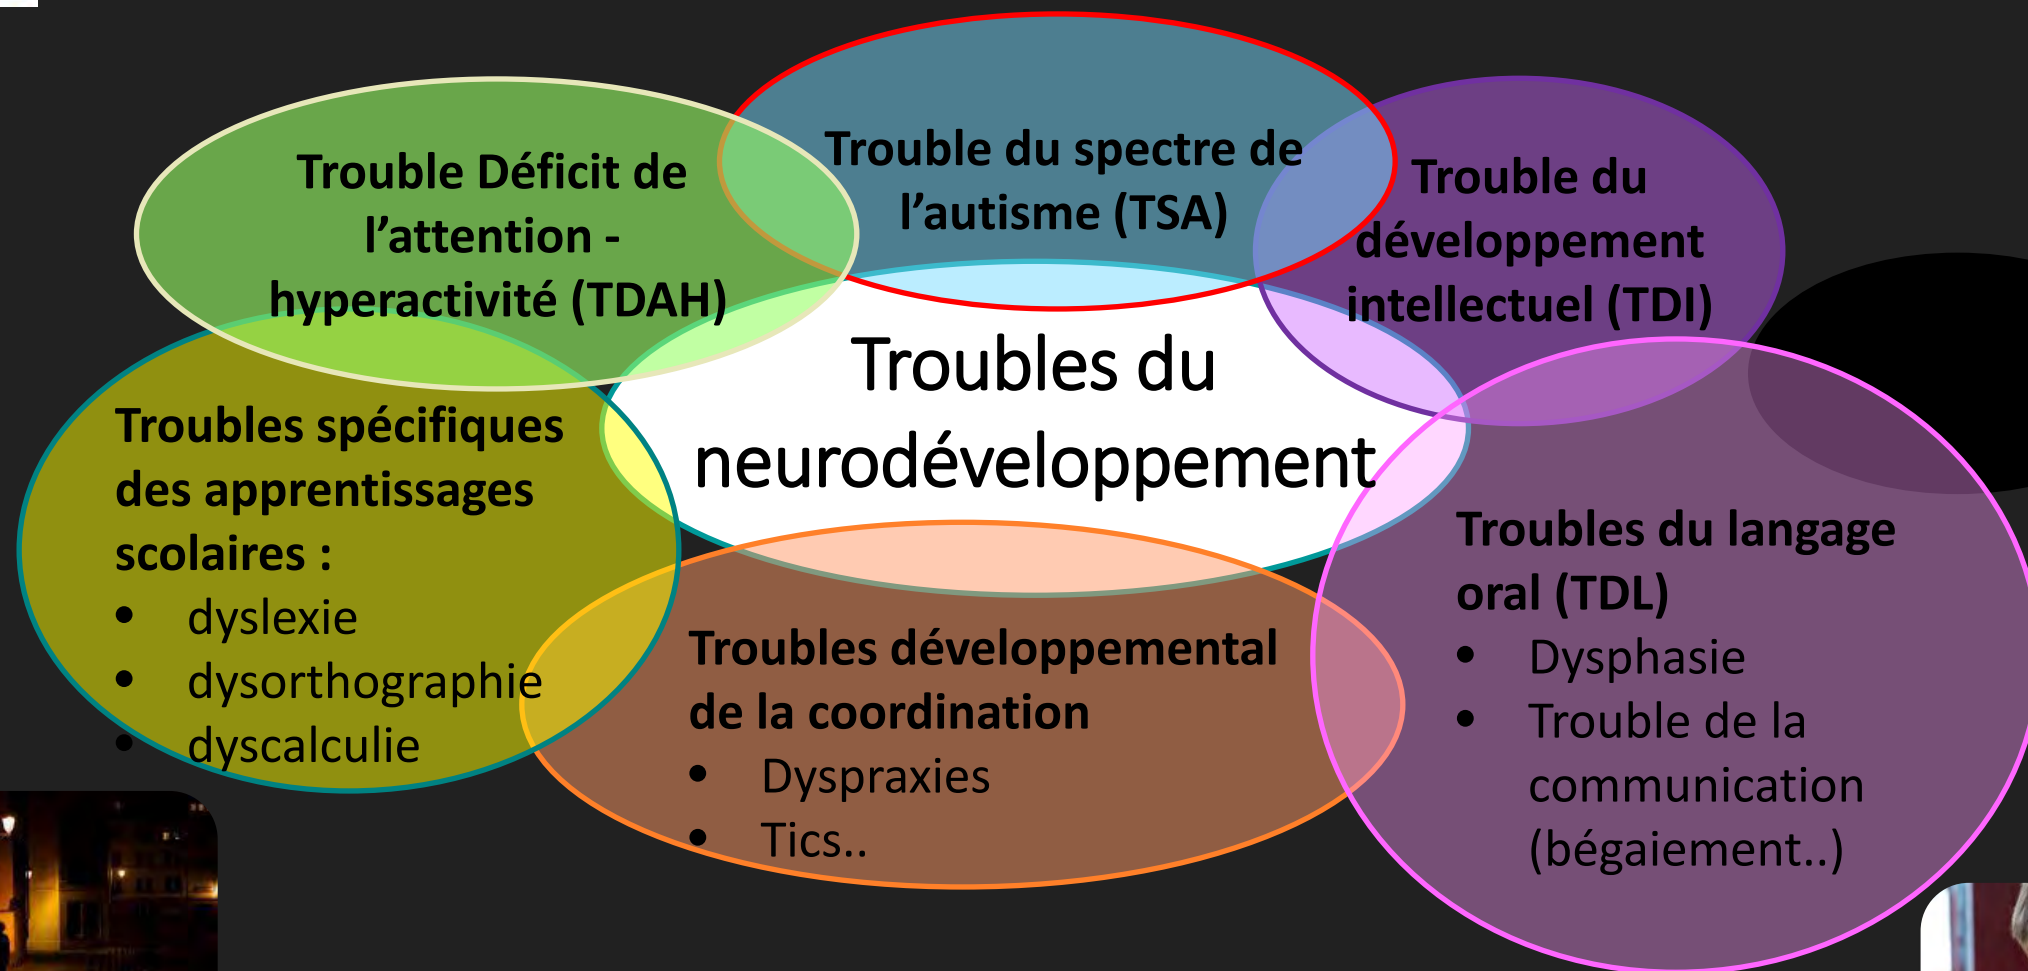 Trouble Déficit de
l’attention -
hyperactivité (TDAH)
Trouble du spectre de
l’autisme (TSA)
Trouble du
développement
intellectuel (TDI)
Troubles du
neurodéveloppement
Troubles spécifiques
des apprentissages
scolaires :
• dyslexie
• dysorthographie
• dyscalculie
Troubles développemental
de la coordination
• Dyspraxies
• Tics..
Troubles du langage
oral (TDL)
• Dysphasie
• Trouble de la
communication
(bégaiement..)